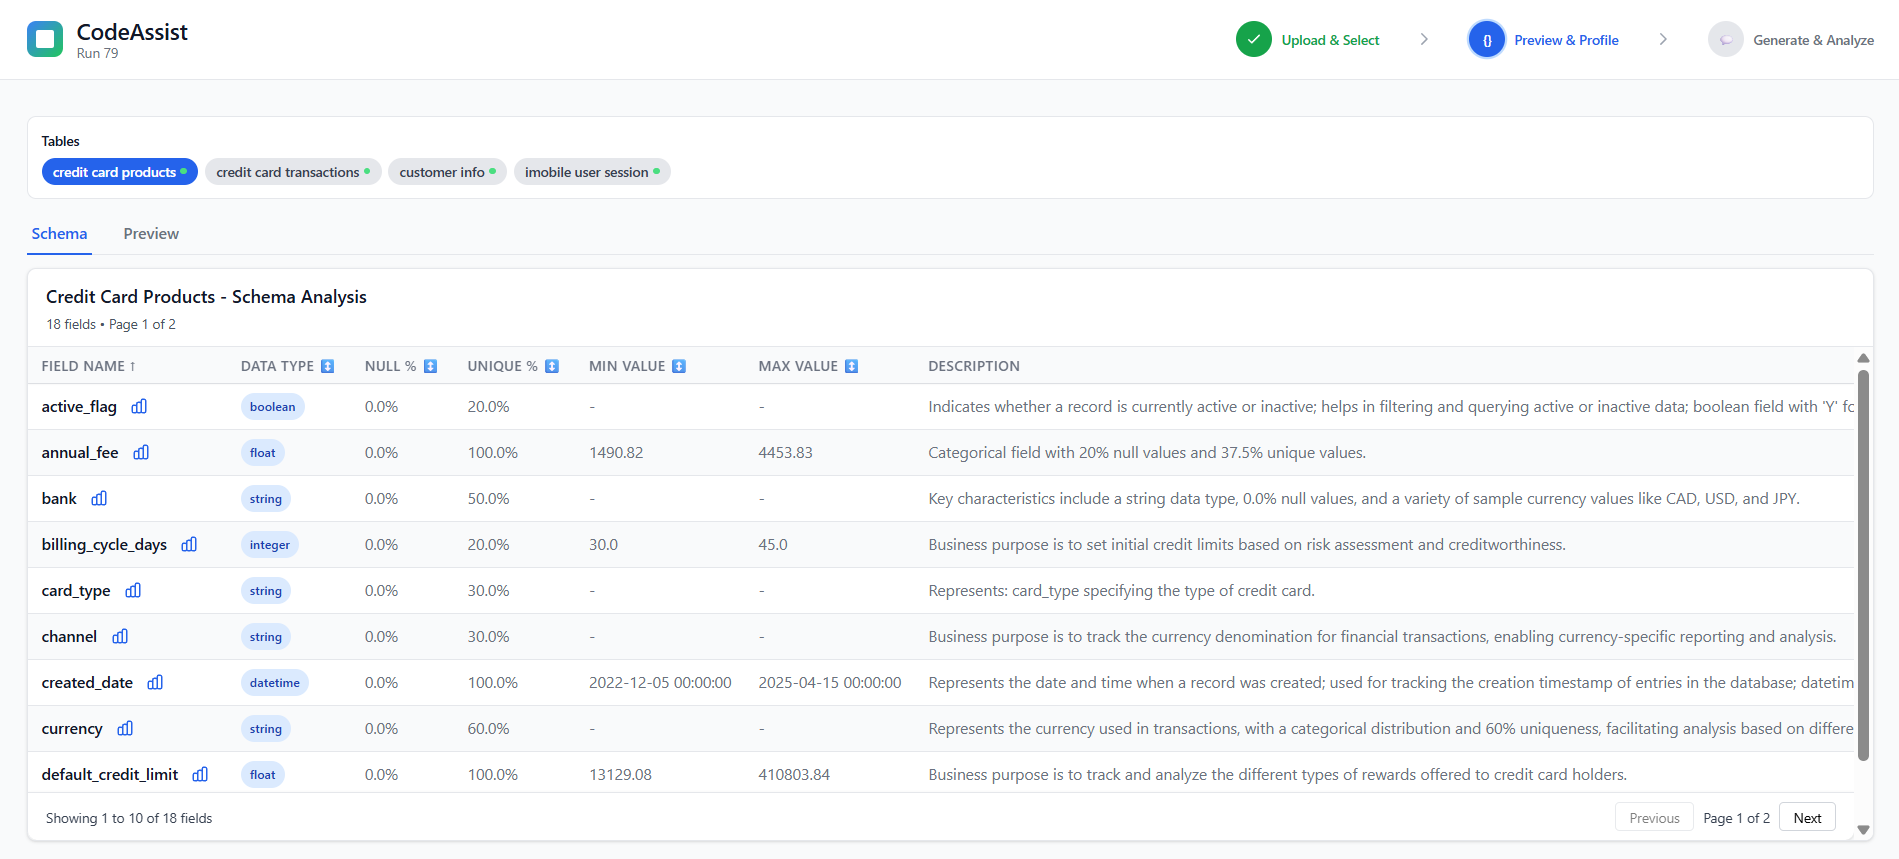 CodeAssist
Run 79
Upload & Select
{} Preview & Profile
Generate & Analyze
Tables
credit card products
credit card transactions
customer info
imobile user session
Schema
Preview
Credit Card Products - Schema Analysis
18 fields • Page 1 of 2
FIELD NAME ↑ DATA TYPE NULL % UNIQUE % MIN VALUE MAX VALUE DESCRIPTION
active_flag boolean 0.0% 20.0% - - Indicates whether a record is currently active or inactive; helps in filtering and querying active or inactive data; boolean field with 'Y' fo
annual_fee float 0.0% 100.0% 1490.82 4453.83 Categorical field with 20% null values and 37.5% unique values.
bank string 0.0% 50.0% - - Key characteristics include a string data type, 0.0% null values, and a variety of sample currency values like CAD, USD, and JPY.
billing_cycle_days integer 0.0% 20.0% 30.0 45.0 Business purpose is to set initial credit limits based on risk assessment and creditworthiness.
card_type string 0.0% 30.0% - - Represents: card_type specifying the type of credit card.
channel string 0.0% 30.0% - - Business purpose is to track the currency denomination for financial transactions, enabling currency-specific reporting and analysis.
created_date datetime 0.0% 100.0% 2022-12-05 00:00:00 2025-04-15 00:00:00 Represents the date and time when a record was created; used for tracking the creation timestamp of entries in the database; datetim
currency string 0.0% 60.0% - - Represents the currency used in transactions, with a categorical distribution and 60% uniqueness, facilitating analysis based on differe
default_credit_limit float 0.0% 100.0% 13129.08 410803.84 Business purpose is to track and analyze the different types of rewards offered to credit card holders.
Showing 1 to 10 of 18 fields
Previous Page 1 of 2 Next